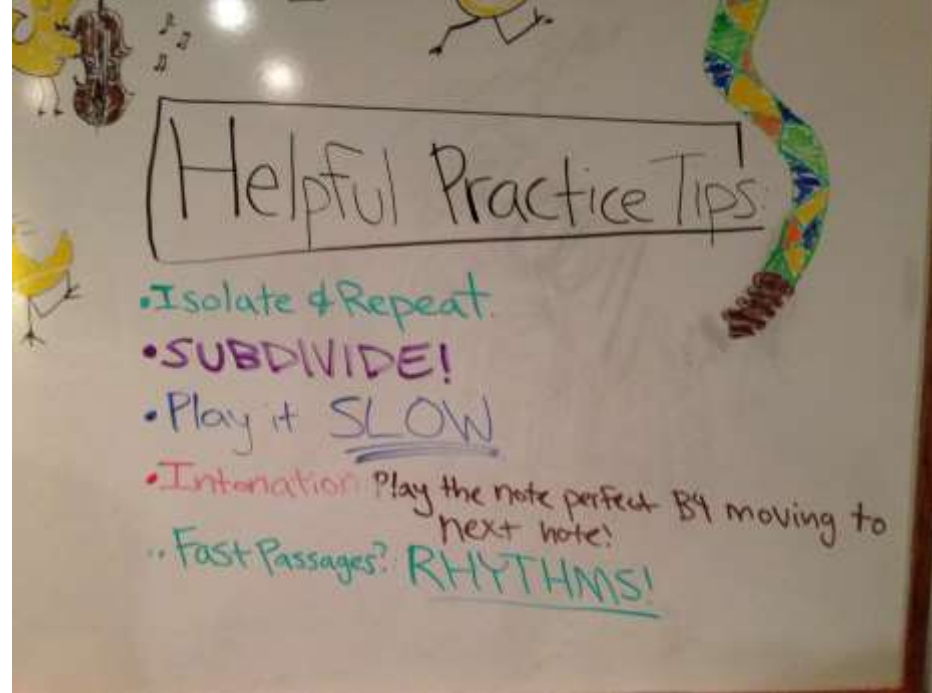 Helpful Practice Tips:
•Isolate & Repeat.
•SUBDIVIDE!
•Play it SLOW
•Intonation Play the note perfect B4 moving to
next note!
•• Fast Passages? RHYTHMS!